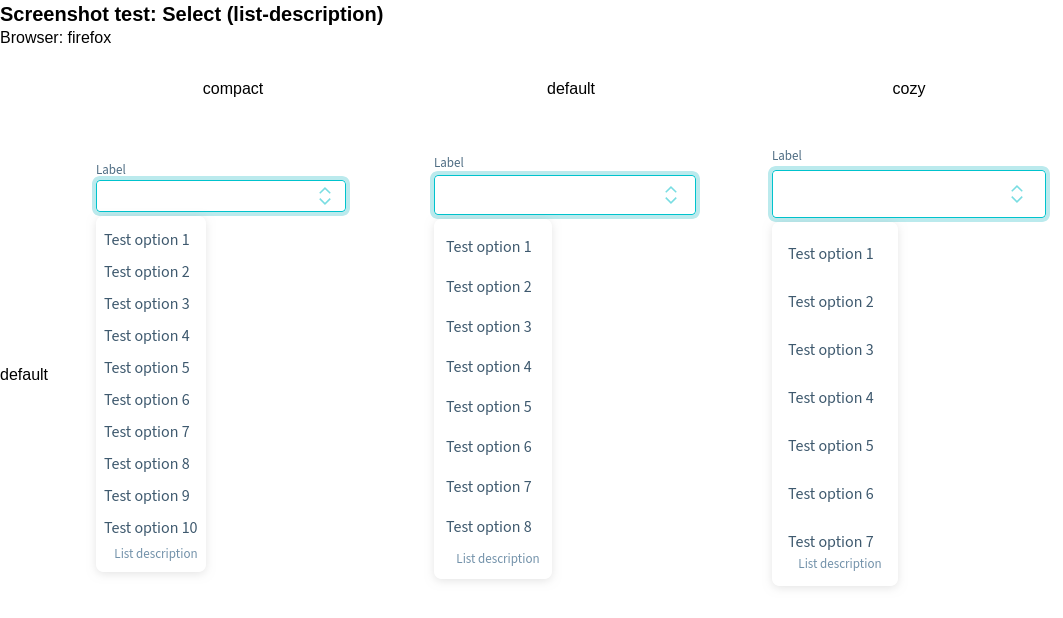 Screenshot test: Select (list-description)
Browser: firefox
compact
default
cozy
default
Label
Test option 1
Test option 2
Test option 3
Test option 4
Test option 5
Test option 6
Test option 7
Test option 8
Test option 9
Test option 10
List description
Label
Test option 1
Test option 2
Test option 3
Test option 4
Test option 5
Test option 6
Test option 7
Test option 8
List description
Label
Test option 1
Test option 2
Test option 3
Test option 4
Test option 5
Test option 6
Test option 7
List description